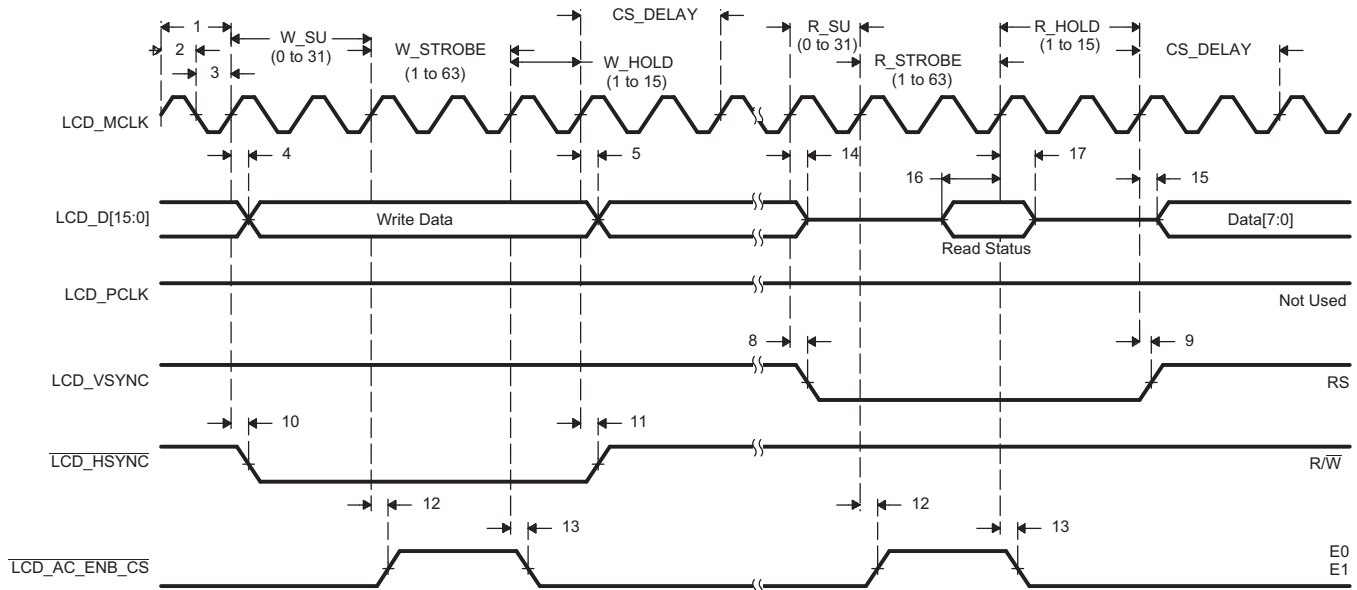 CS_DELAY
1
W_SU
(0 to 31)
R_SU
(0 to 31)
R_HOLD
(1 to 15)
2
W_STROBE
(1 to 63)
W_HOLD
(1 to 15)
R_STROBE
(1 to 63)
CS_DELAY
3
LCD_MCLK
4
5
14
17
16
15
LCD_D[15:0]
Write Data
Data[7:0]
Read Status
LCD_PCLK
Not Used
8
9
LCD_VSYNC
RS
10
11
LCD_HSYNC
R/W
12
13
12
13
LCD_AC_ENB_CS
E0
E1